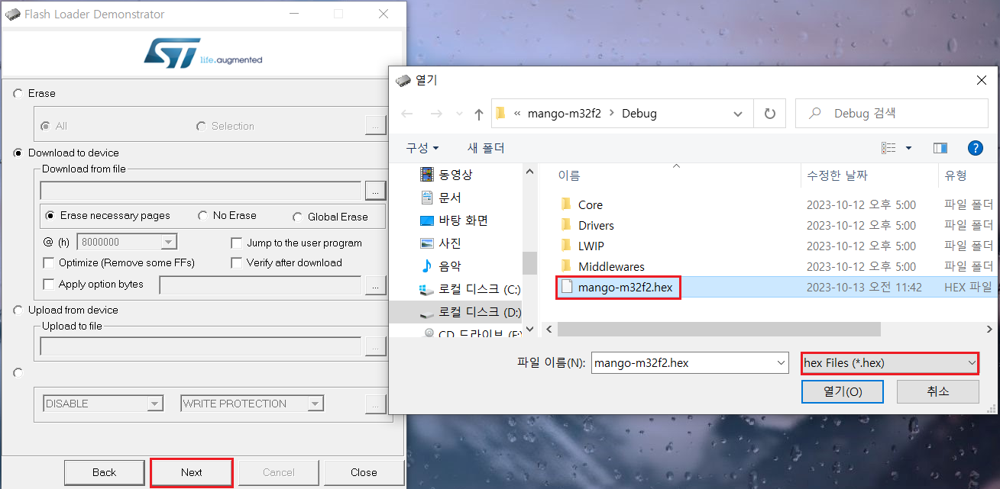 Flash Loader Demonstrator
ST life.augmented
Erase
All
Selection
...
Download to device
Download from file
...
Erase necessary pages
No Erase
Global Erase
@ (h)
8000000
Jump to the user program
Optimize (Remove some FFs)
Verify after download
Apply option bytes
...
Upload from device
Upload to file
...
DISABLE
WRITE PROTECTION
...
Back
Next
Cancel
Close
열기
« mango-m32f2 > Debug
Debug 검색
구성
새 폴더
?
동영상
문서
바탕 화면
사진
음악
로컬 디스크 (C:)
로컬 디스크 (D:)
CD 드라이브 (F:)
이름 수정한 날짜 유형
Core 2023-10-12 오후 5:00 파일 폴더
Drivers 2023-10-12 오후 5:00 파일 폴더
LWIP 2023-10-12 오후 5:00 파일 폴더
Middlewares 2023-10-12 오후 5:00 파일 폴더
mango-m32f2.hex 2023-10-13 오전 11:42 HEX 파일
파일 이름(N):
mango-m32f2.hex
hex Files (*.hex)
열기(O)
취소